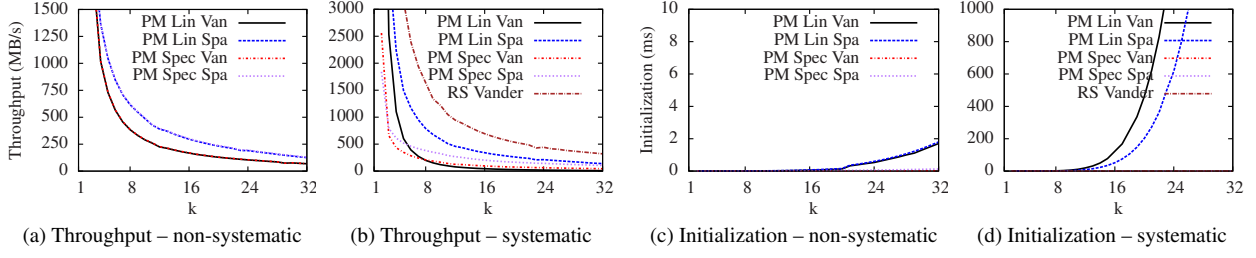 Throughput (MB/s)
1500
1250
1000
750
500
250
0
1 8 16 24 32
k
PM Lin Van
PM Lin Spa
PM Spec Van
PM Spec Spa
(a) Throughput – non-systematic
3000
2500
2000
1500
1000
500
0
1 8 16 24 32
k
PM Lin Van
PM Lin Spa
PM Spec Van
PM Spec Spa
RS Vander
(b) Throughput – systematic
Initialization (ms)
10
8
6
4
2
0
1 8 16 24 32
k
PM Lin Van
PM Lin Spa
PM Spec Van
PM Spec Spa
(c) Initialization – non-systematic
1000
800
600
400
200
0
1 8 16 24 32
k
PM Lin Van
PM Lin Spa
PM Spec Van
PM Spec Spa
RS Vander
(d) Initialization – systematic